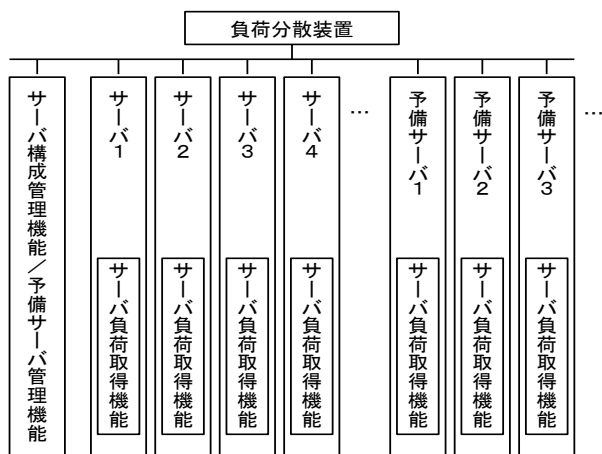 負荷分散装置
サーバ構成管理機能／予備サーバ管理機能
サーバ1
サーバ負荷取得機能
サーバ2
サーバ負荷取得機能
サーバ3
サーバ負荷取得機能
サーバ4
サーバ負荷取得機能
…
予備サーバ1
サーバ負荷取得機能
予備サーバ2
サーバ負荷取得機能
予備サーバ3
サーバ負荷取得機能
…